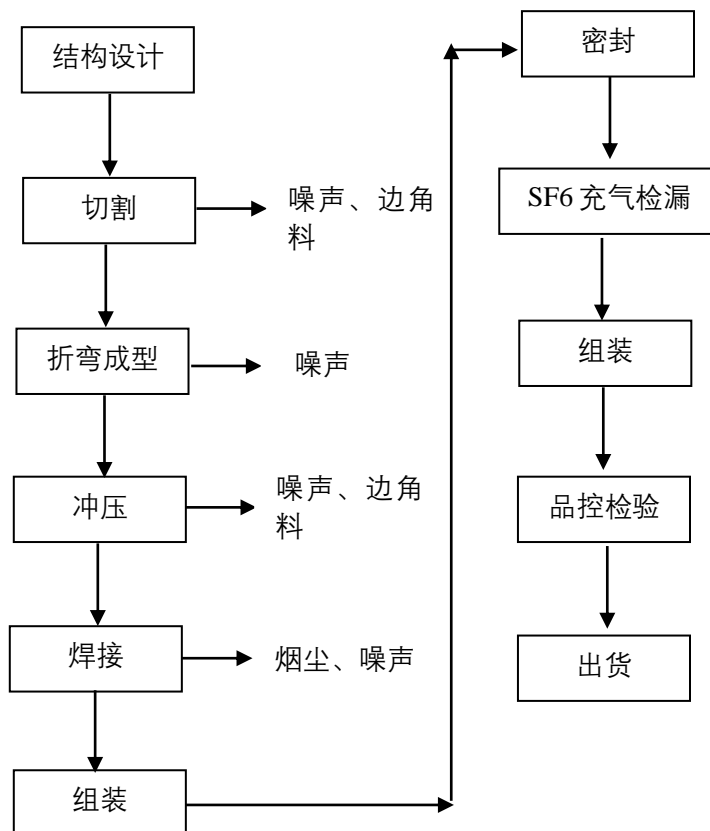 结构设计
切割
噪声、边角
料
折弯成型
噪声
冲压
噪声、边角
料
焊接
烟尘、噪声
组装
密封
SF6 充气检漏
组装
品控检验
出货